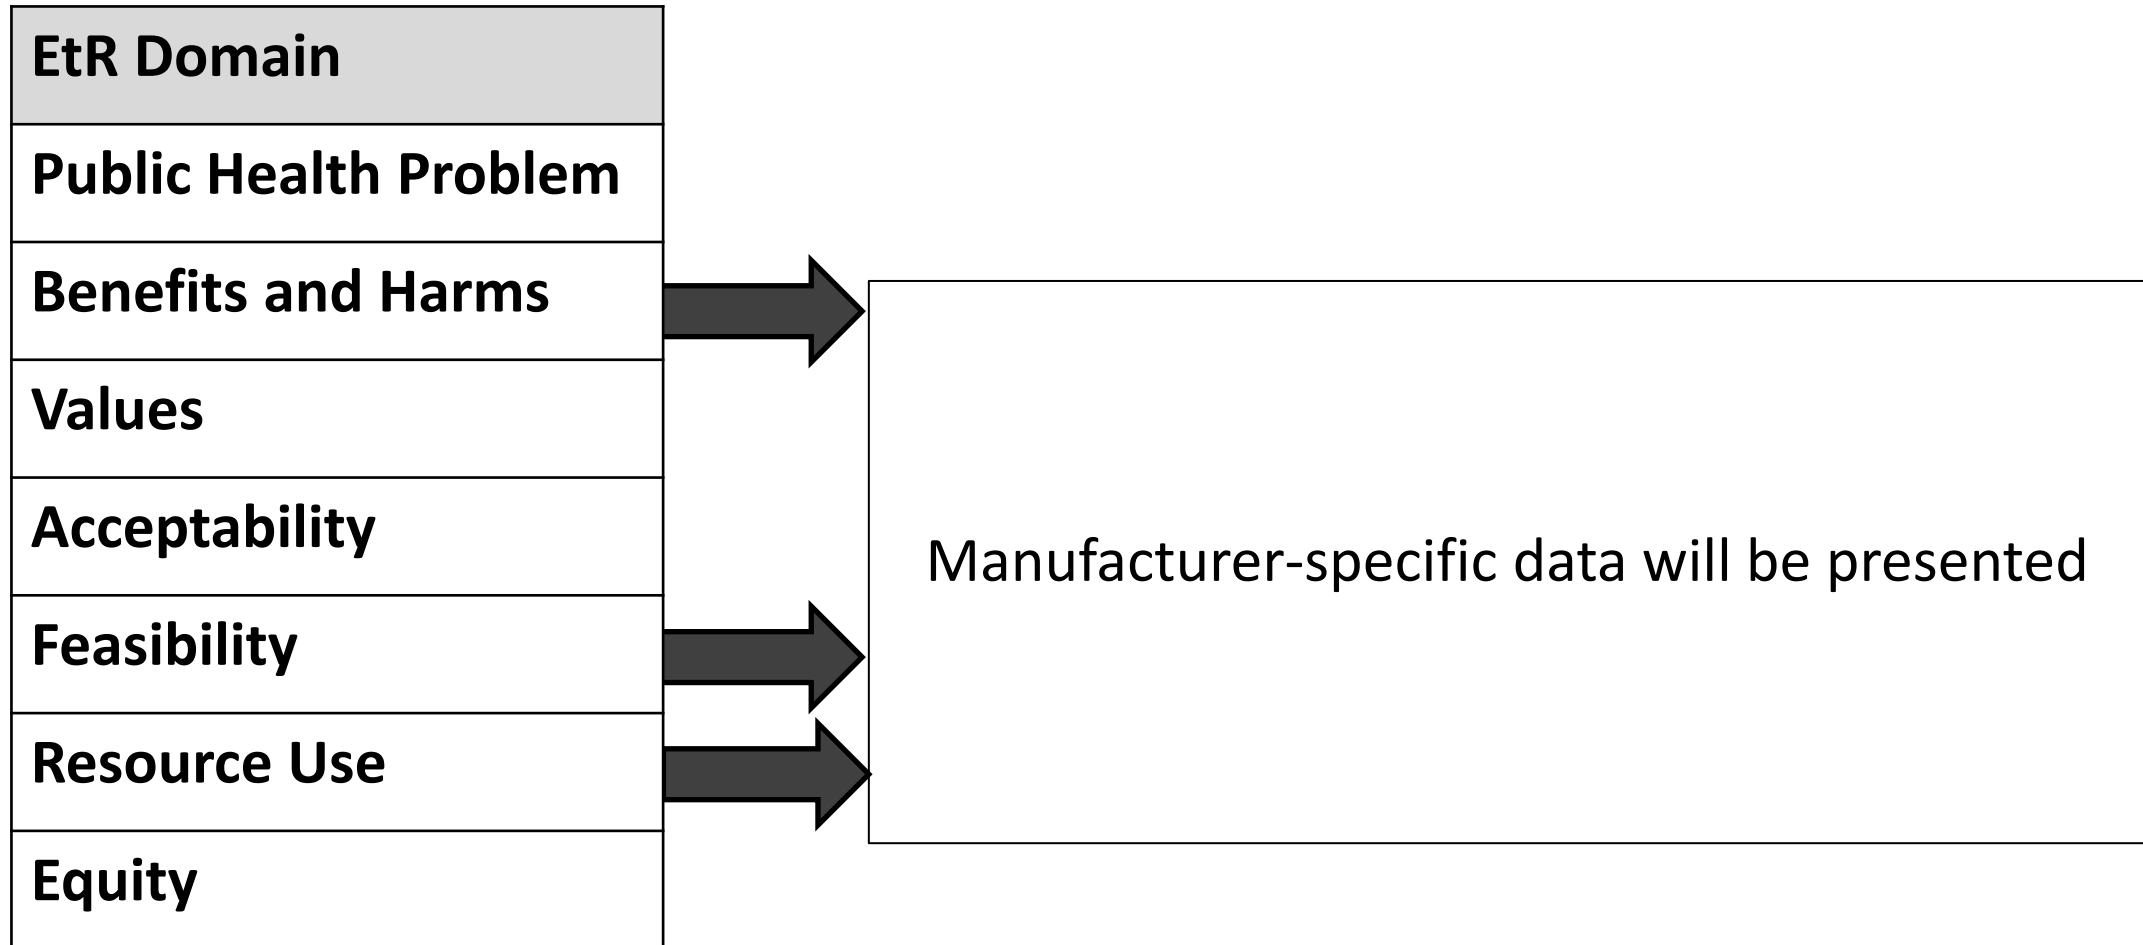 EtR Domain
Public Health Problem
Benefits and Harms
Values
Acceptability
Feasibility
Resource Use
Equity
Manufacturer-specific data will be presented